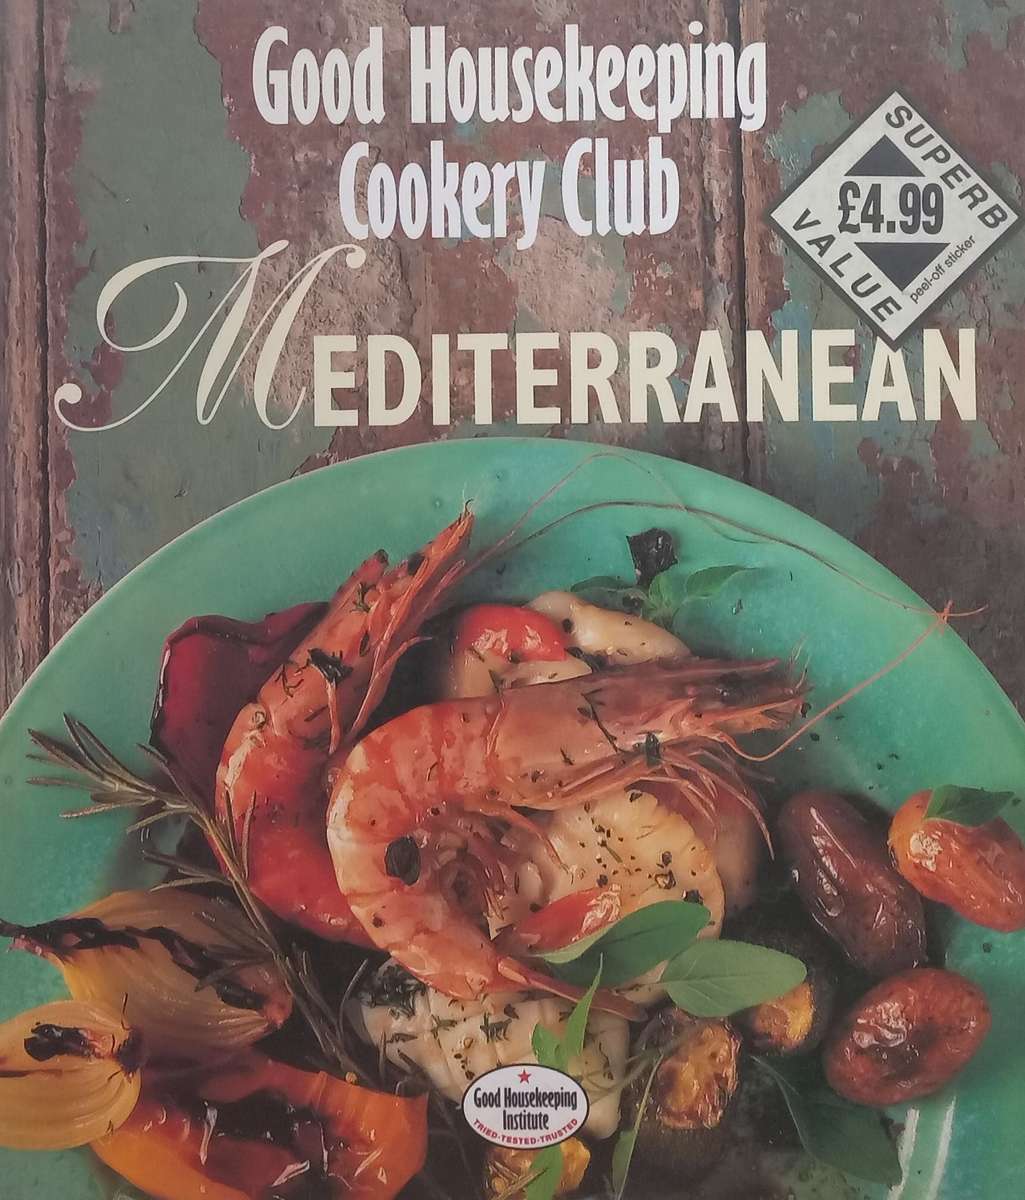 Good Housekeeping
Cookery Club
MEDITERRANEAN
SUPERB
£4.99
VALUE
peel-off sticker
Good Housekeeping
Institute
TRIED-TESTED-TRUSTED